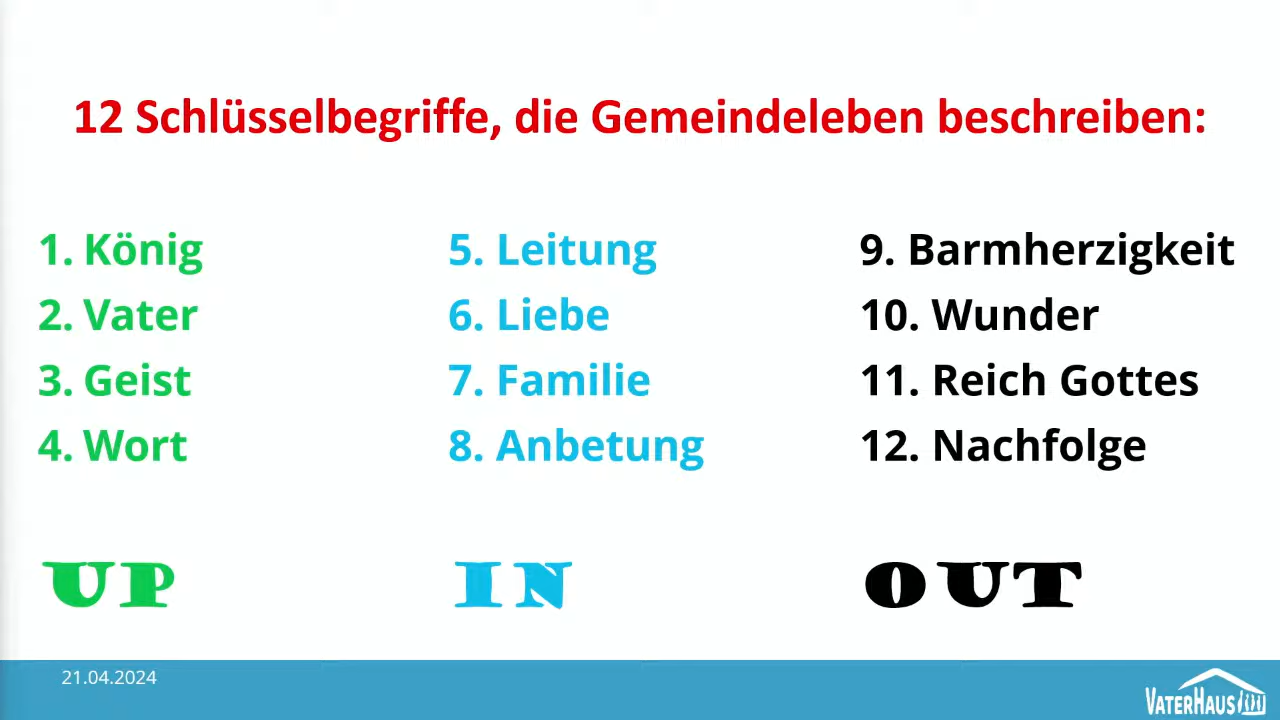 12 Schlüsselbegriffe, die Gemeindeleben beschreiben:
1. König
2. Vater
3. Geist
4. Wort
UP
5. Leitung
6. Liebe
7. Familie
8. Anbetung
IN
9. Barmherzigkeit
10. Wunder
11. Reich Gottes
12. Nachfolge
OUT
21.04.2024
VATERHAUS